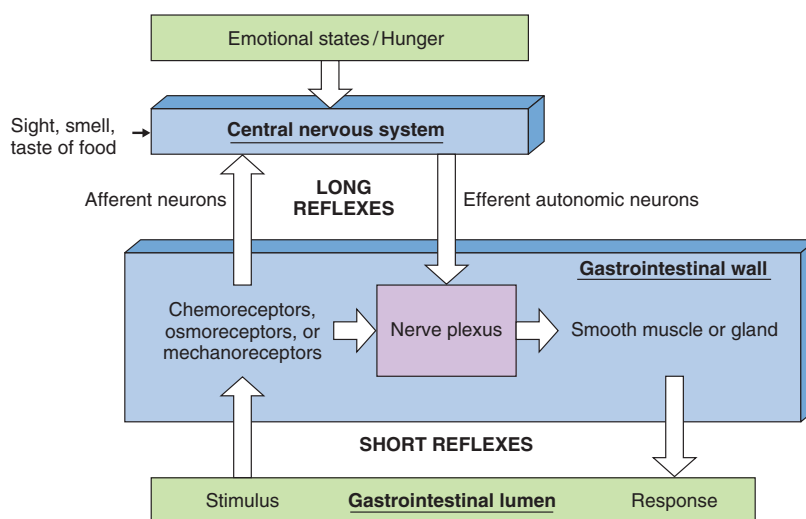 Emotional states / Hunger
Sight, smell,
taste of food
Central nervous system
Afferent neurons
LONG
REFLEXES
Efferent autonomic neurons
Gastrointestinal wall
Chemoreceptors,
osmoreceptors, or
mechanoreceptors
Nerve plexus
Smooth muscle or gland
SHORT REFLEXES
Stimulus
Gastrointestinal lumen
Response